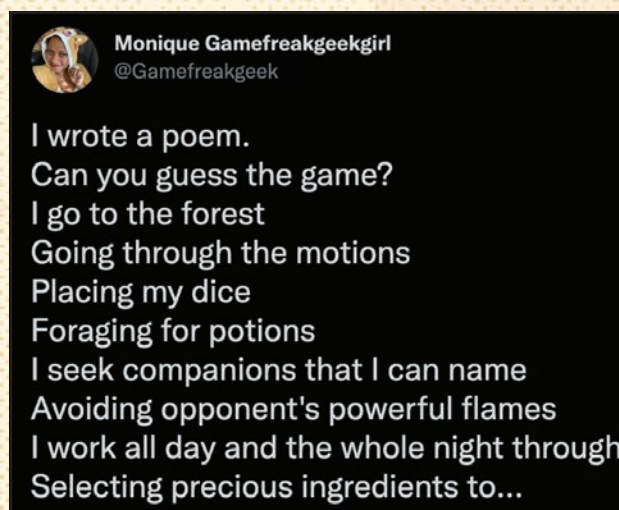 Monique Gamefreakgeekgirl
@Gamefreakgeek
I wrote a poem.
Can you guess the game?
I go to the forest
Going through the motions
Placing my dice
Foraging for potions
I seek companions that I can name
Avoiding opponent's powerful flames
I work all day and the whole night through
Selecting precious ingredients to...